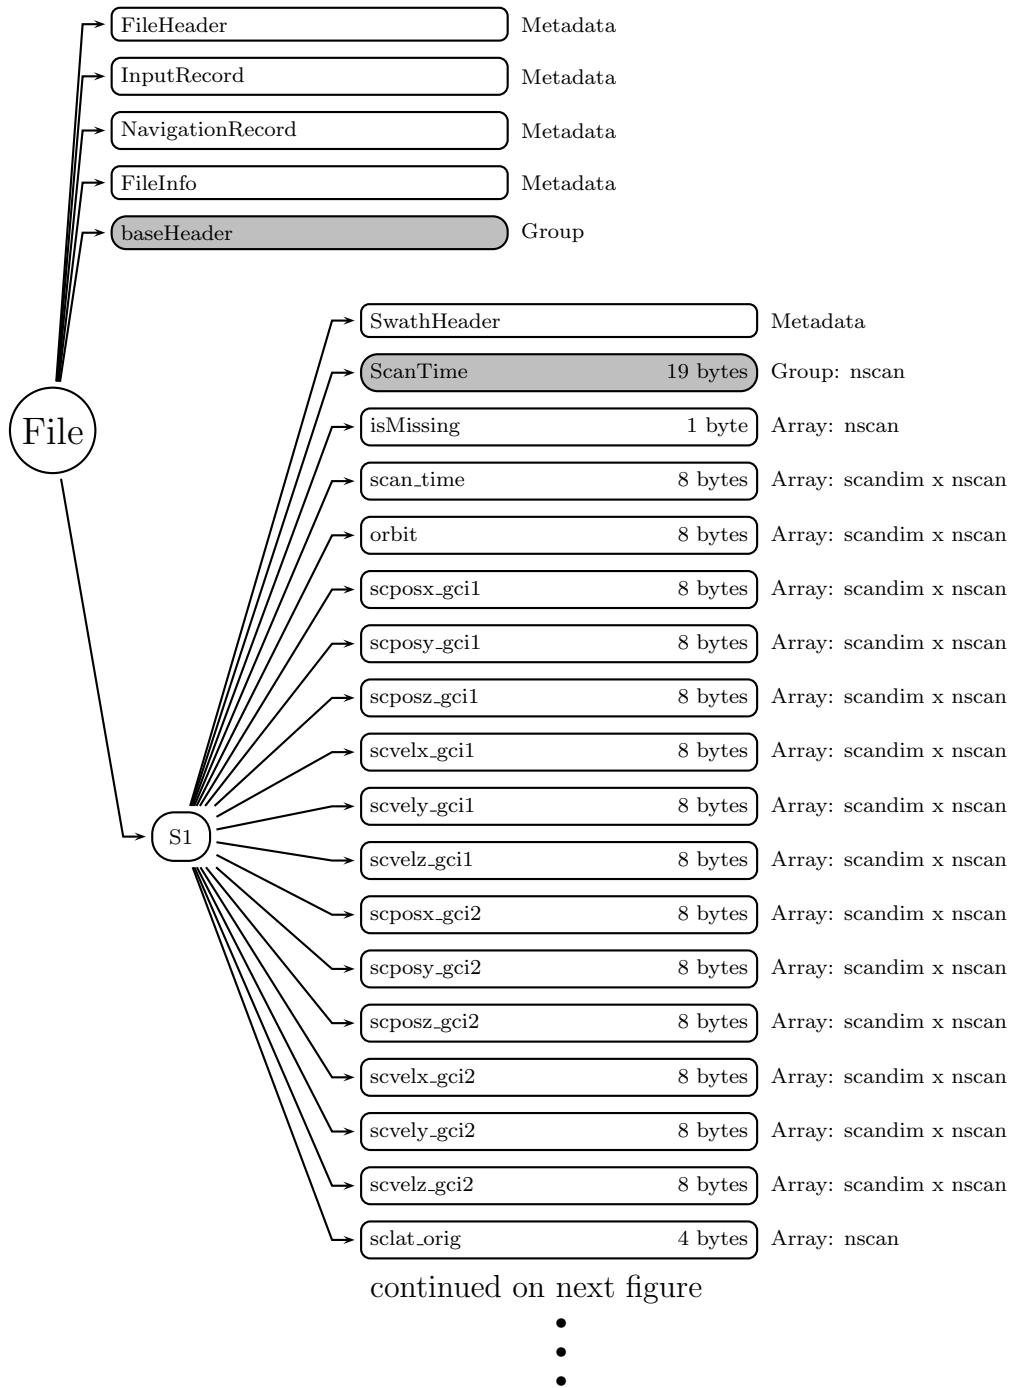 FileHeader Metadata
InputRecord Metadata
NavigationRecord Metadata
FileInfo Metadata
baseHeader Group
SwathHeader Metadata
ScanTime 19 bytes Group: nscan
File
isMissing 1 byte Array: nscan
scan_time 8 bytes Array: scandim x nscan
orbit 8 bytes Array: scandim x nscan
scposx_gci1 8 bytes Array: scandim x nscan
scposy_gci1 8 bytes Array: scandim x nscan
scposz_gci1 8 bytes Array: scandim x nscan
scvelx_gci1 8 bytes Array: scandim x nscan
scvely_gci1 8 bytes Array: scandim x nscan
S1
scvelz_gci1 8 bytes Array: scandim x nscan
scposx_gci2 8 bytes Array: scandim x nscan
scposy_gci2 8 bytes Array: scandim x nscan
scposz_gci2 8 bytes Array: scandim x nscan
scvelx_gci2 8 bytes Array: scandim x nscan
scvely_gci2 8 bytes Array: scandim x nscan
scvelz_gci2 8 bytes Array: scandim x nscan
sclat_orig 4 bytes Array: nscan
continued on next figure